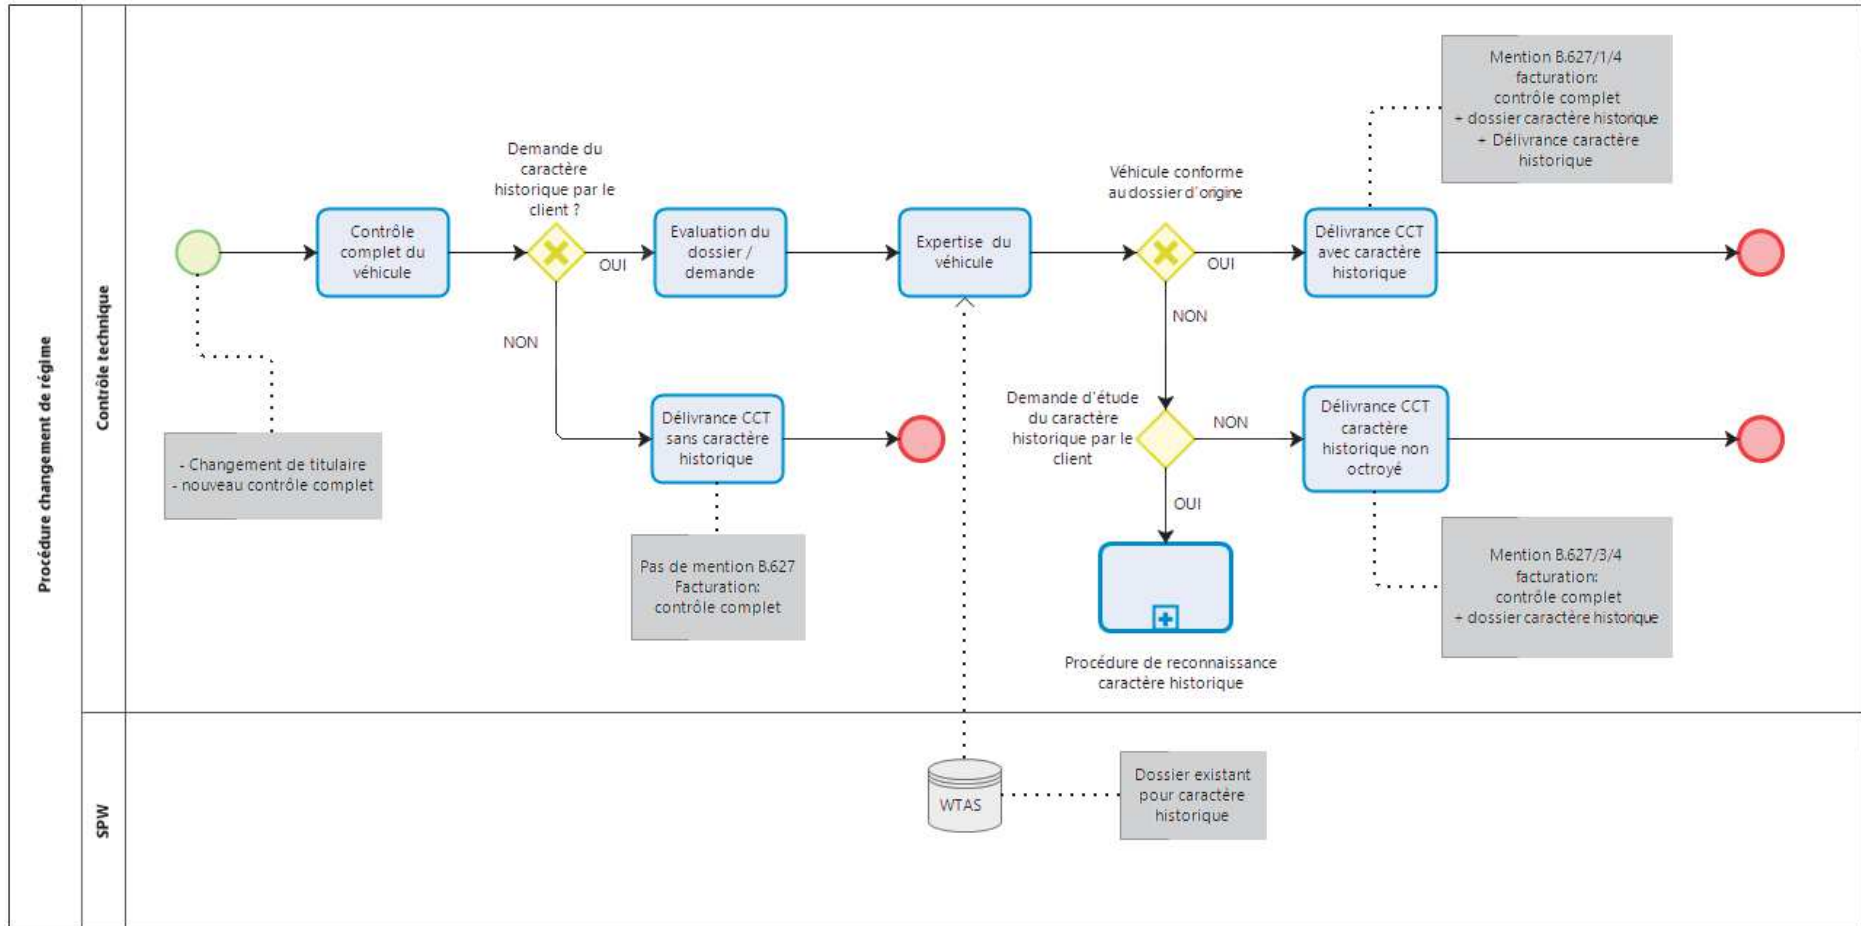 Procédure changement de régime
Contrôle technique
SPW
Contrôle
complet du
véhicule
Demande du
caractère
historique par le
client ?
OUI
NON
Evaluation du
dossier /
demande
Expertise du
véhicule
Véhicule conforme
au dossier d'origine
OUI
NON
Délivrance CCT
avec caractère
historique
Mention B.627/1/4
facturation:
contrôle complet
+ dossier caractère historique
+ Délivrance caractère
historique
- Changement de titulaire
- nouveau contrôle complet
Délivrance CCT
sans caractère
historique
Pas de mention B.627
Facturation:
contrôle complet
Demande d'étude
du caractère
historique par le
client
NON
OUI
Délivrance CCT
caractère
historique non
octroyé
Mention B.627/3/4
facturation:
contrôle complet
+ dossier caractère historique
Procédure de reconnaissance
caractère historique
WTAS
Dossier existant
pour caractère
historique